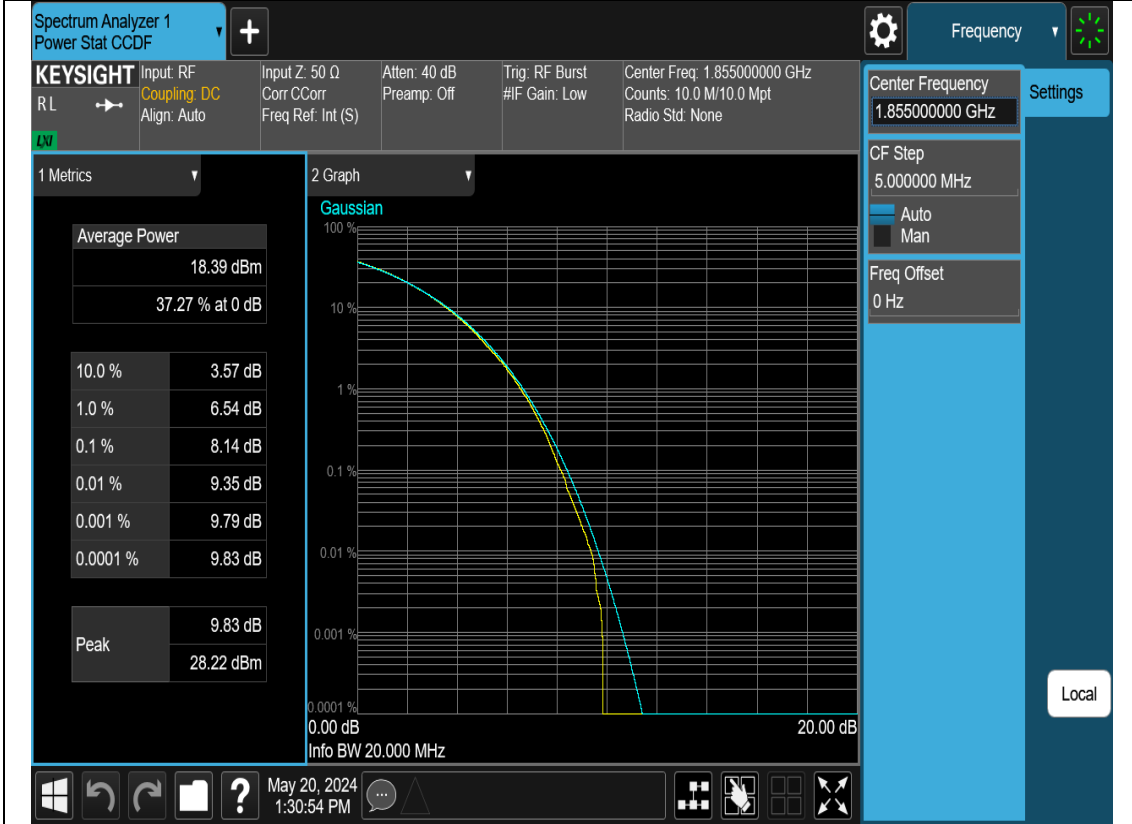 Spectrum Analyzer 1
Power Stat CCDF
+
Frequency
KEYSIGHT
RL
LXI
Input: RF
Coupling: DC
Align: Auto
Input Z: 50 Ω
Corr CCorr
Freq Ref: Int (S)
Atten: 40 dB
Preamp: Off
Trig: RF Burst
#IF Gain: Low
Center Freq: 1.855000000 GHz
Counts: 10.0 M/10.0 Mpt
Radio Std: None
Center Frequency
1.855000000 GHz
Settings
CF Step
5.000000 MHz
Auto
Man
Freq Offset
0 Hz
1 Metrics
Average Power
18.39 dBm
37.27 % at 0 dB
10.0 % 3.57 dB
1.0 % 6.54 dB
0.1 % 8.14 dB
0.01 % 9.35 dB
0.001 % 9.79 dB
0.0001 % 9.83 dB
Peak
9.83 dB
28.22 dBm
2 Graph
Gaussian
100 %
10 %
1 %
0.1 %
0.01 %
0.001 %
0.0001 %
0.00 dB 20.00 dB
Info BW 20.000 MHz
Local
?
May 20, 2024
1:30:54 PM